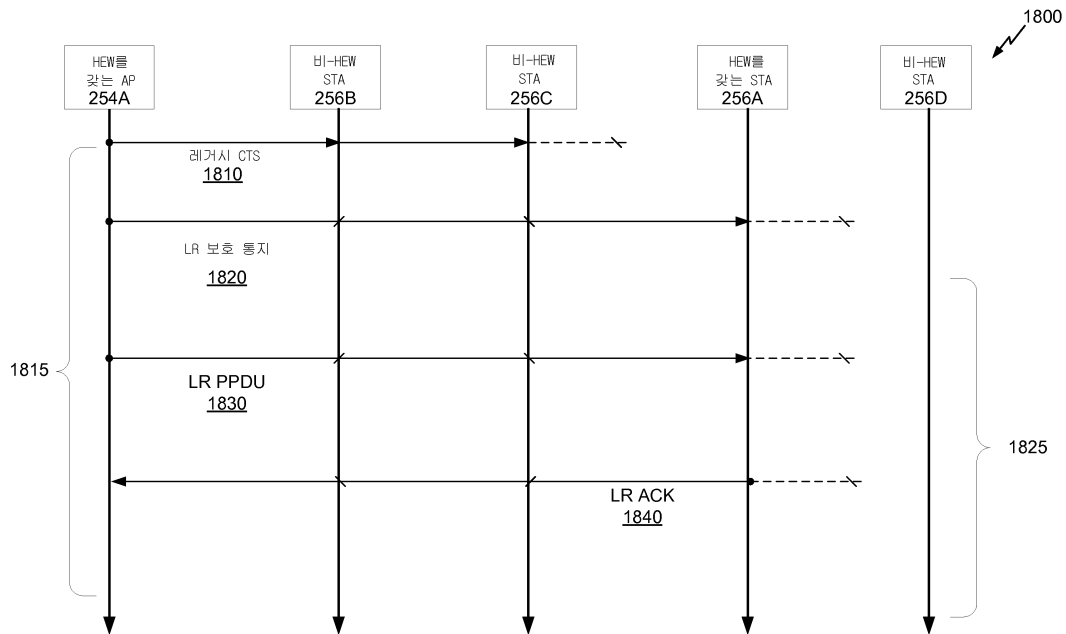 1800
HEW를
갖는 AP
254A
비-HEW
STA
256B
비-HEW
STA
256C
HEW를
갖는 STA
256A
비-HEW
STA
256D
레거시 CTS
1810
LR 보호 통지
1820
1815
LR PPDU
1830
1825
LR ACK
1840